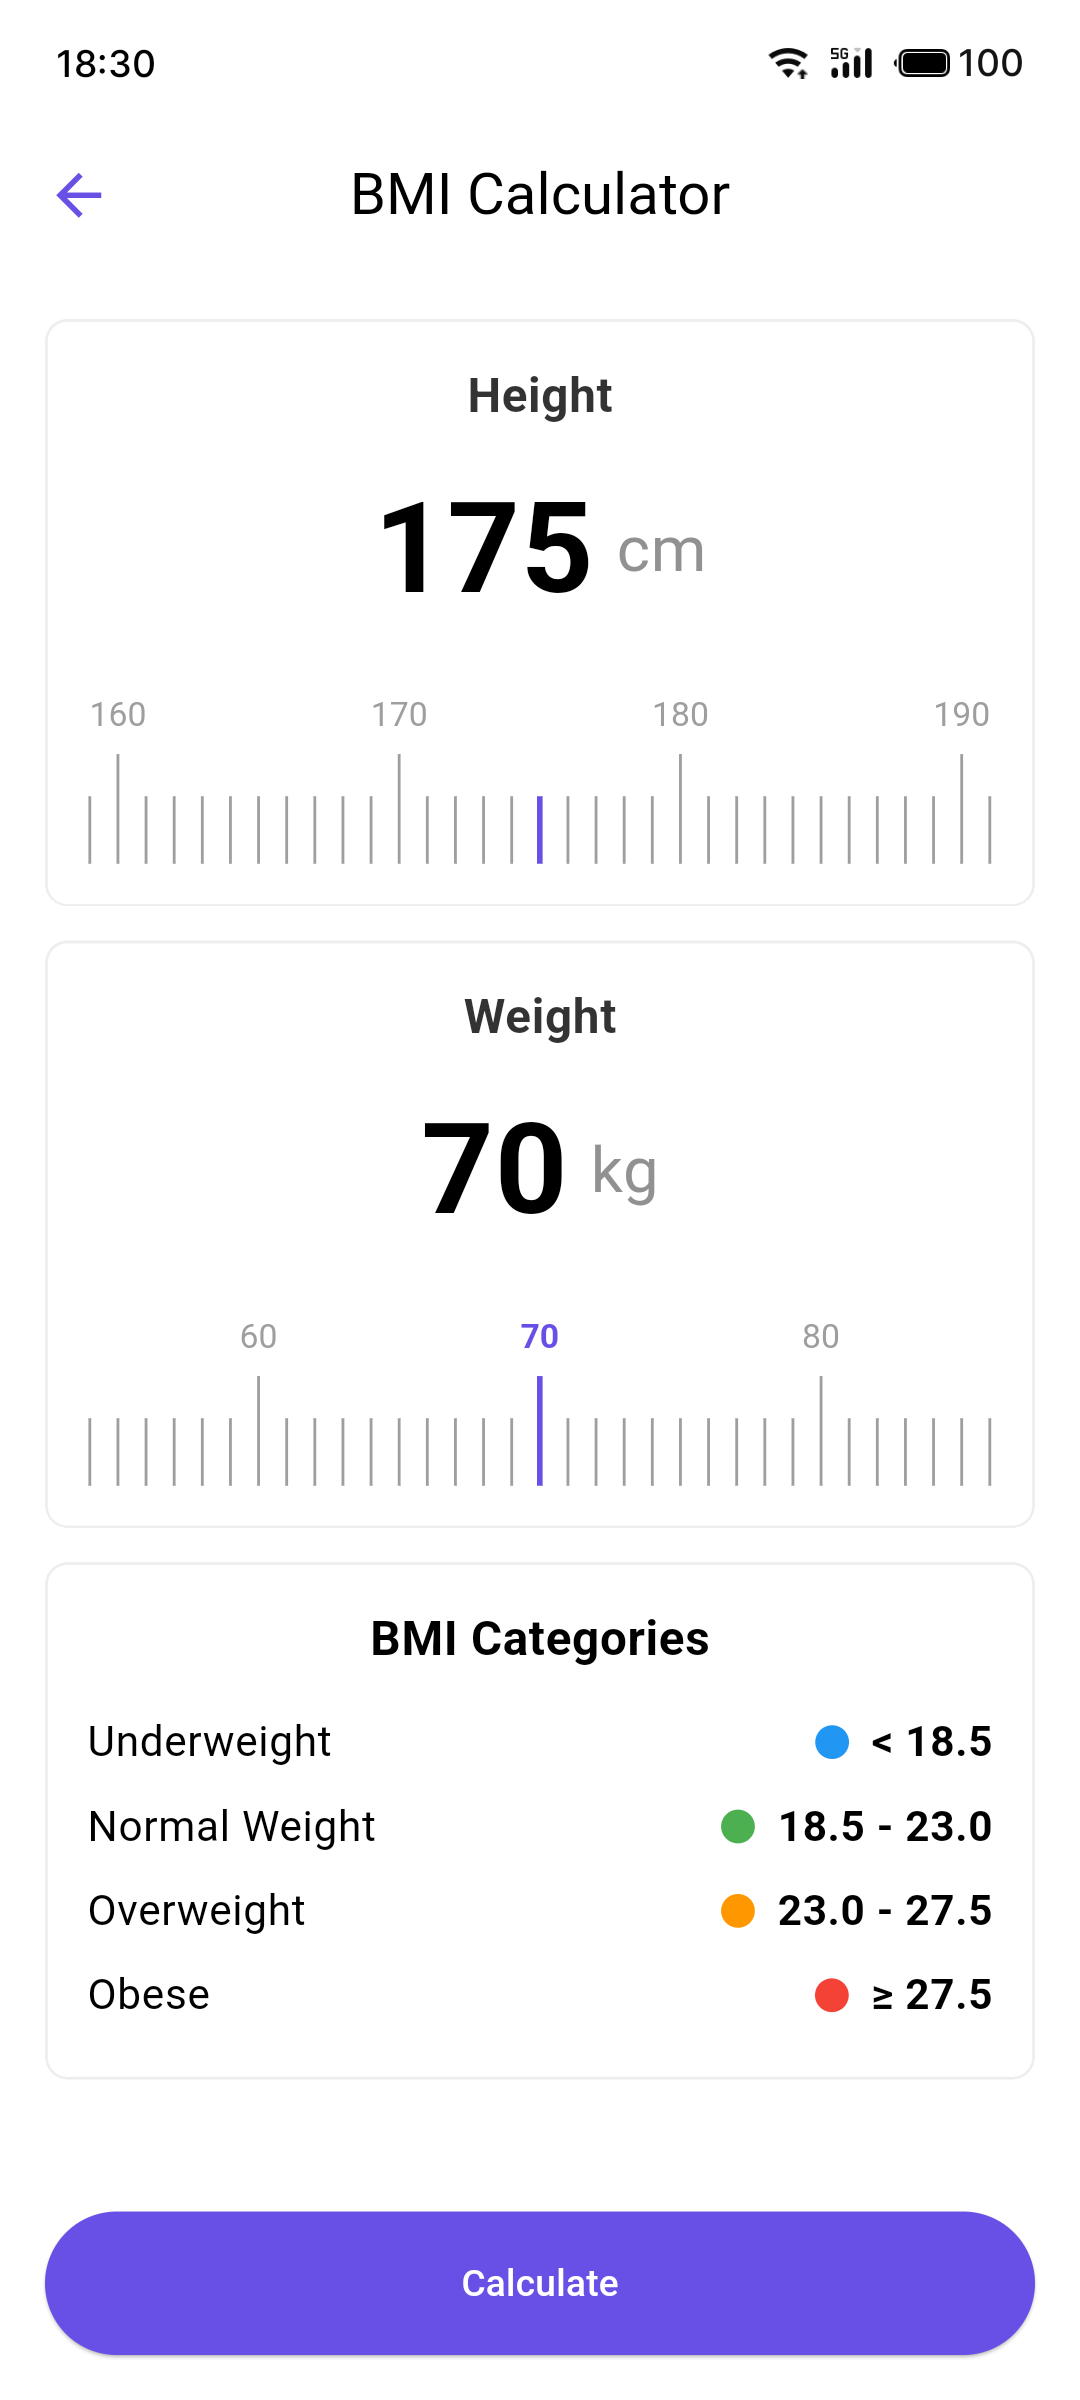 18:30 5G 100
BMI Calculator
Height
175 cm
160 170 180 190
Weight
70 kg
60 70 80
BMI Categories
Underweight < 18.5
Normal Weight 18.5 - 23.0
Overweight 23.0 - 27.5
Obese ≥ 27.5
Calculate